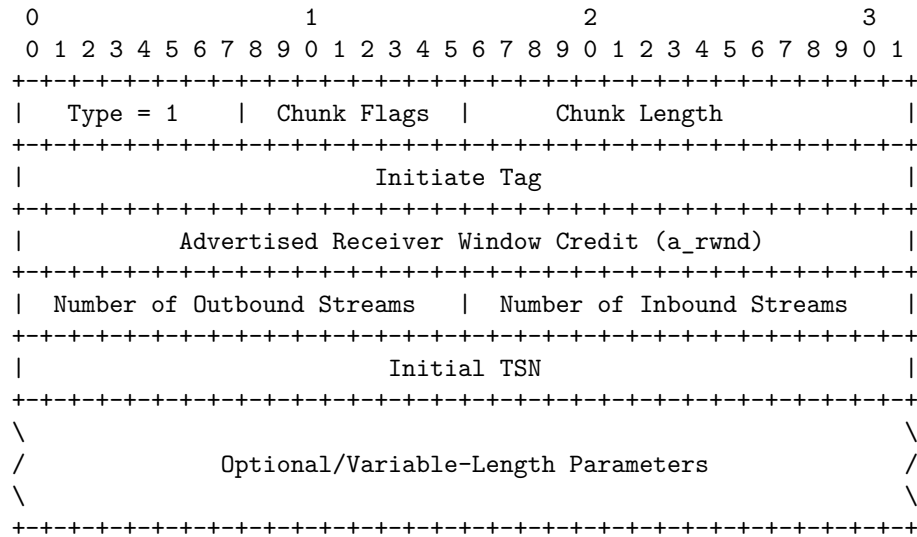 0                   1                   2                   3
0 1 2 3 4 5 6 7 8 9 0 1 2 3 4 5 6 7 8 9 0 1 2 3 4 5 6 7 8 9 0 1
+-+-+-+-+-+-+-+-+-+-+-+-+-+-+-+-+-+-+-+-+-+-+-+-+-+-+-+-+-+-+-+-+
|   Type = 1    |  Chunk Flags  |      Chunk Length             |
+-+-+-+-+-+-+-+-+-+-+-+-+-+-+-+-+-+-+-+-+-+-+-+-+-+-+-+-+-+-+-+-+
|                         Initiate Tag                          |
+-+-+-+-+-+-+-+-+-+-+-+-+-+-+-+-+-+-+-+-+-+-+-+-+-+-+-+-+-+-+-+-+
|           Advertised Receiver Window Credit (a_rwnd)          |
+-+-+-+-+-+-+-+-+-+-+-+-+-+-+-+-+-+-+-+-+-+-+-+-+-+-+-+-+-+-+-+-+
|  Number of Outbound Streams   |  Number of Inbound Streams    |
+-+-+-+-+-+-+-+-+-+-+-+-+-+-+-+-+-+-+-+-+-+-+-+-+-+-+-+-+-+-+-+-+
|                          Initial TSN                          |
+-+-+-+-+-+-+-+-+-+-+-+-+-+-+-+-+-+-+-+-+-+-+-+-+-+-+-+-+-+-+-+-+
\                                                               \
/              Optional/Variable-Length Parameters              /
\                                                               \
+-+-+-+-+-+-+-+-+-+-+-+-+-+-+-+-+-+-+-+-+-+-+-+-+-+-+-+-+-+-+-+-+